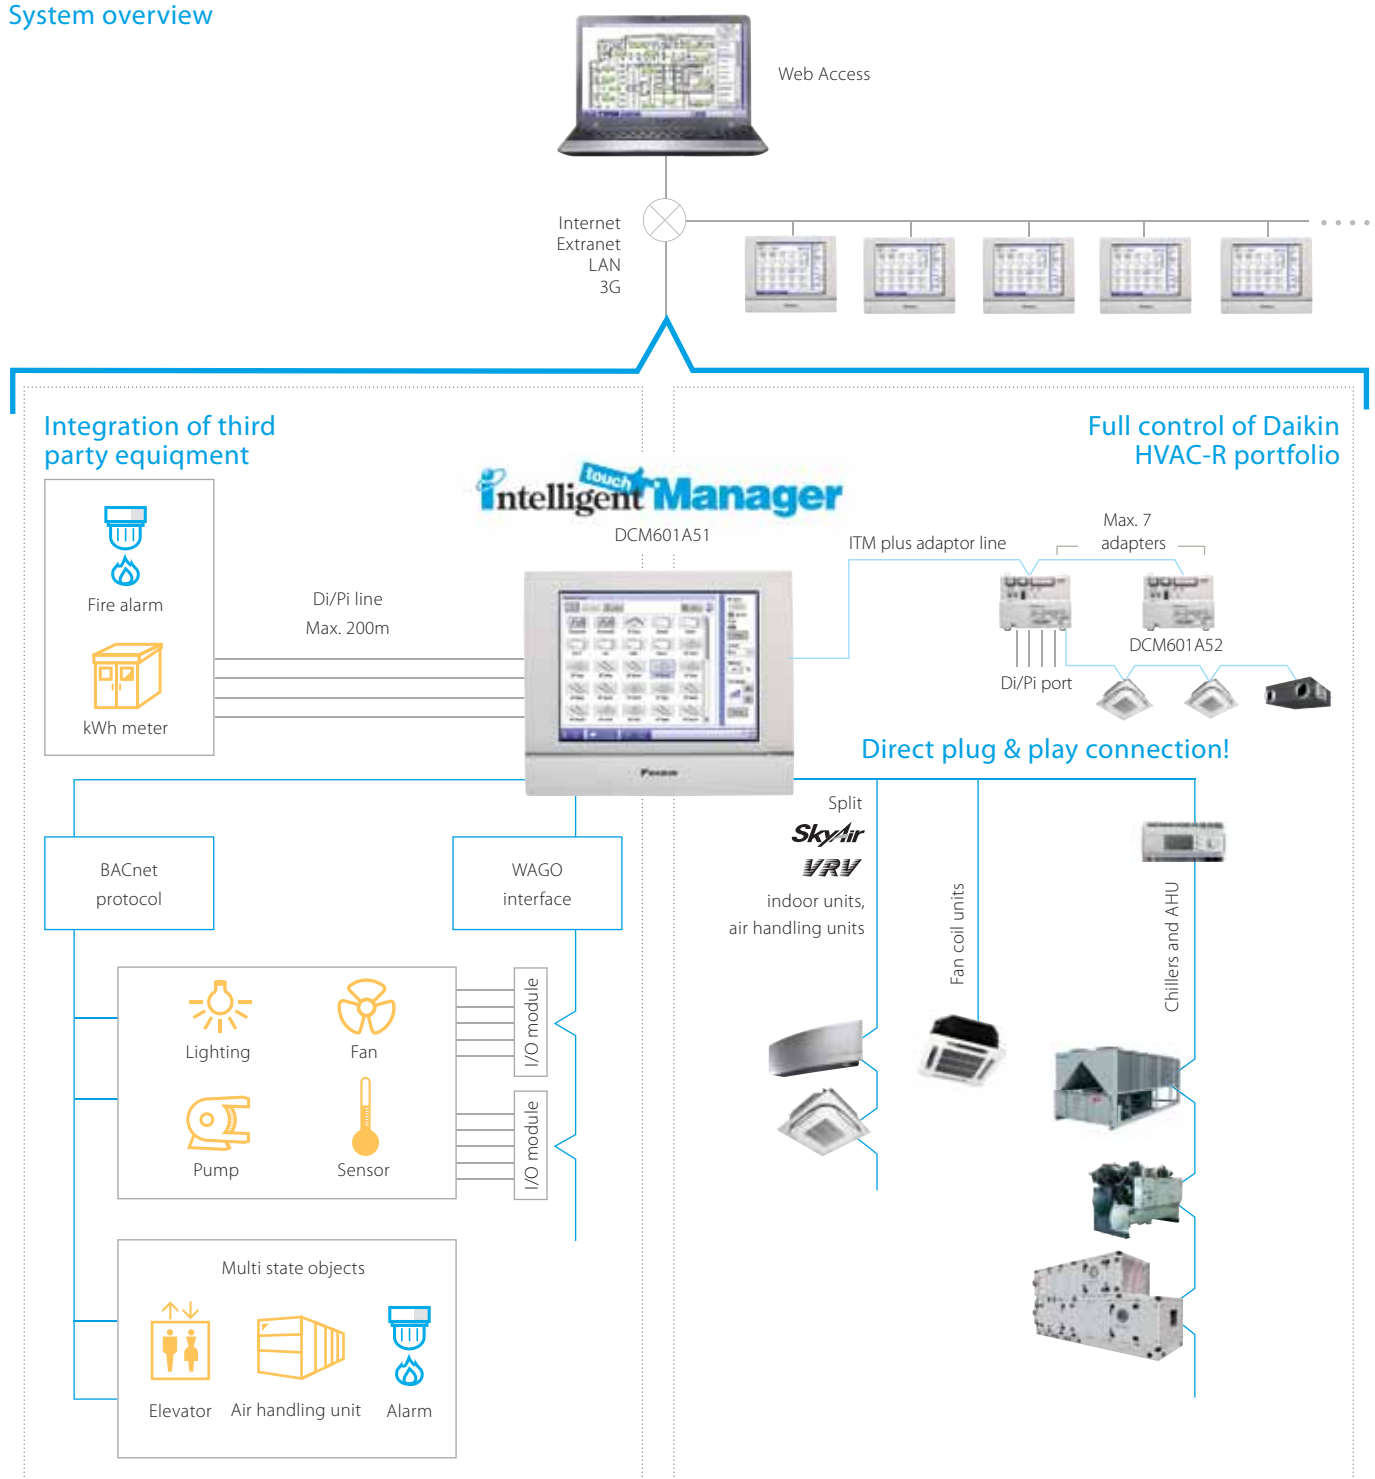 System overview
Web Access
Internet
Extranet
LAN
3G
Integration of third
party equiqment
Full control of Daikin
HVAC-R portfolio
touch
intelligent Manager
DCM601A51
Fire alarm
kWh meter
Di/Pi line
Max. 200m
ITM plus adaptor line
Max. 7
adapters
DCM601A52
Di/Pi port
DAIKIN
Direct plug & play connection!
BACnet
protocol
WAGO
interface
Split
SkyAir
VRV
indoor units,
air handling units
Fan coil units
Chillers and AHU
Lighting
Fan
Pump
Sensor
I/O module
I/O module
Multi state objects
Elevator
Air handling unit
Alarm